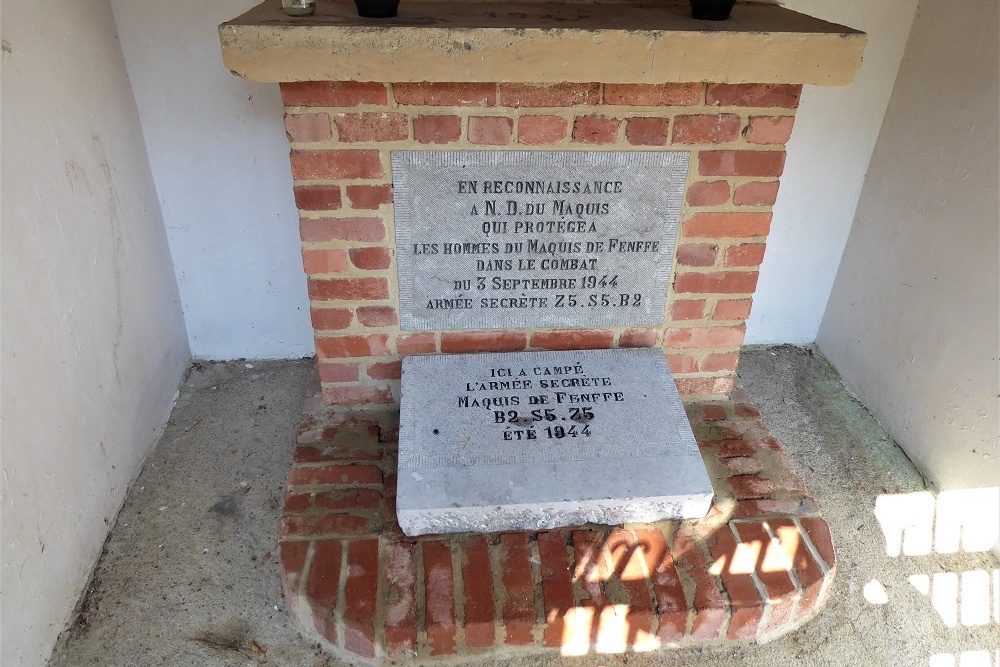 EN RECONNAISSANCE
A N. D. DU MAQUIS
QUI PROTÉGEA
LES HOMMES DU MAQUIS DE FENFFE
DANS LE COMBAT
DU 3 SEPTEMBRE 1944
ARMÉE SECRÈTE Z5.S5.B2
ICI A CAMPÉ
L'ARMÉE SECRÈTE
MAQUIS DE FENFFE
B2.S5.Z5
ÉTÉ 1944